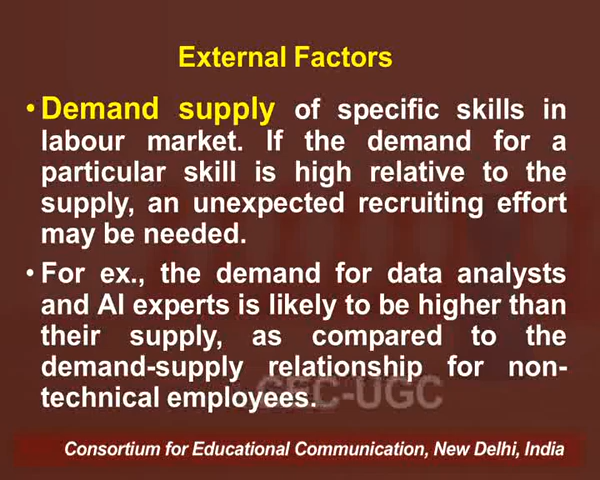 External Factors
• Demand supply of specific skills in
labour market. If the demand for a
particular skill is high relative to the
supply, an unexpected recruiting effort
may be needed.
• For ex., the demand for data analysts
and AI experts is likely to be higher than
their supply, as compared to the
demand-supply relationship for non-
technical employees.
CEC-UGC
Consortium for Educational Communication, New Delhi, India